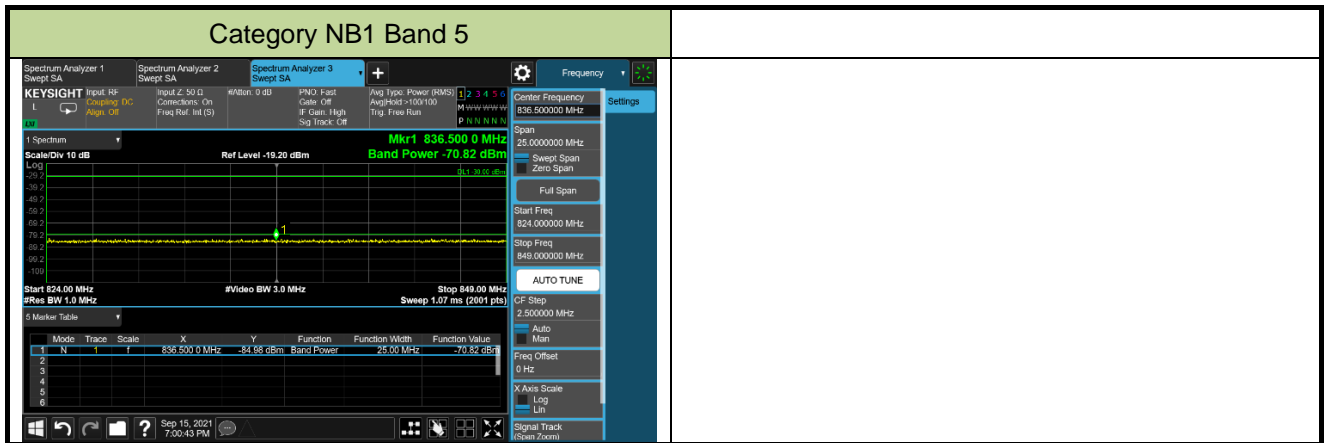 Category NB1 Band 5
Spectrum Analyzer 1
Swept SA
Spectrum Analyzer 2
Swept SA
Spectrum Analyzer 3
Swept SA
+
Frequency
KEYSIGHT
L
Input: RF
Coupling: DC
Align: Off
Input Z: 50 Ω
Corrections: On
Freq Ref: Int (S)
#Atten: 0 dB
PNO: Fast
Gate: Off
IF Gain: High
Sig Track: Off
Avg Type: Power (RMS)
Avg|Hold:>100/100
Trig: Free Run
1 2 3 4 5 6
M W W W W W
P N N N N N
Settings
Center Frequency
836.500000 MHz
Span
25.0000000 MHz
Swept Span
Zero Span
Full Span
Start Freq
824.000000 MHz
Stop Freq
849.000000 MHz
AUTO TUNE
CF Step
2.500000 MHz
Auto
Man
Freq Offset
0 Hz
X Axis Scale
Log
Lin
Signal Track
(Span Zoom)
1 Spectrum
Scale/Div 10 dB
Ref Level -19.20 dBm
Mkr1 836.500 0 MHz
Band Power -70.82 dBm
Log
DL1 -30.00 dBm
-29.2
-39.2
-49.2
-59.2
-69.2
-79.2
-89.2
-99.2
-109
1
Start 824.00 MHz
#Video BW 3.0 MHz
Stop 849.00 MHz
#Res BW 1.0 MHz
Sweep 1.07 ms (2001 pts)
5 Marker Table
Mode Trace Scale X Y Function Function Width Function Value
1 N 1 f 836.500 0 MHz -84.98 dBm Band Power 25.00 MHz -70.82 dBm
2
3
4
5
6
?
Sep 15, 2021
7:00:43 PM